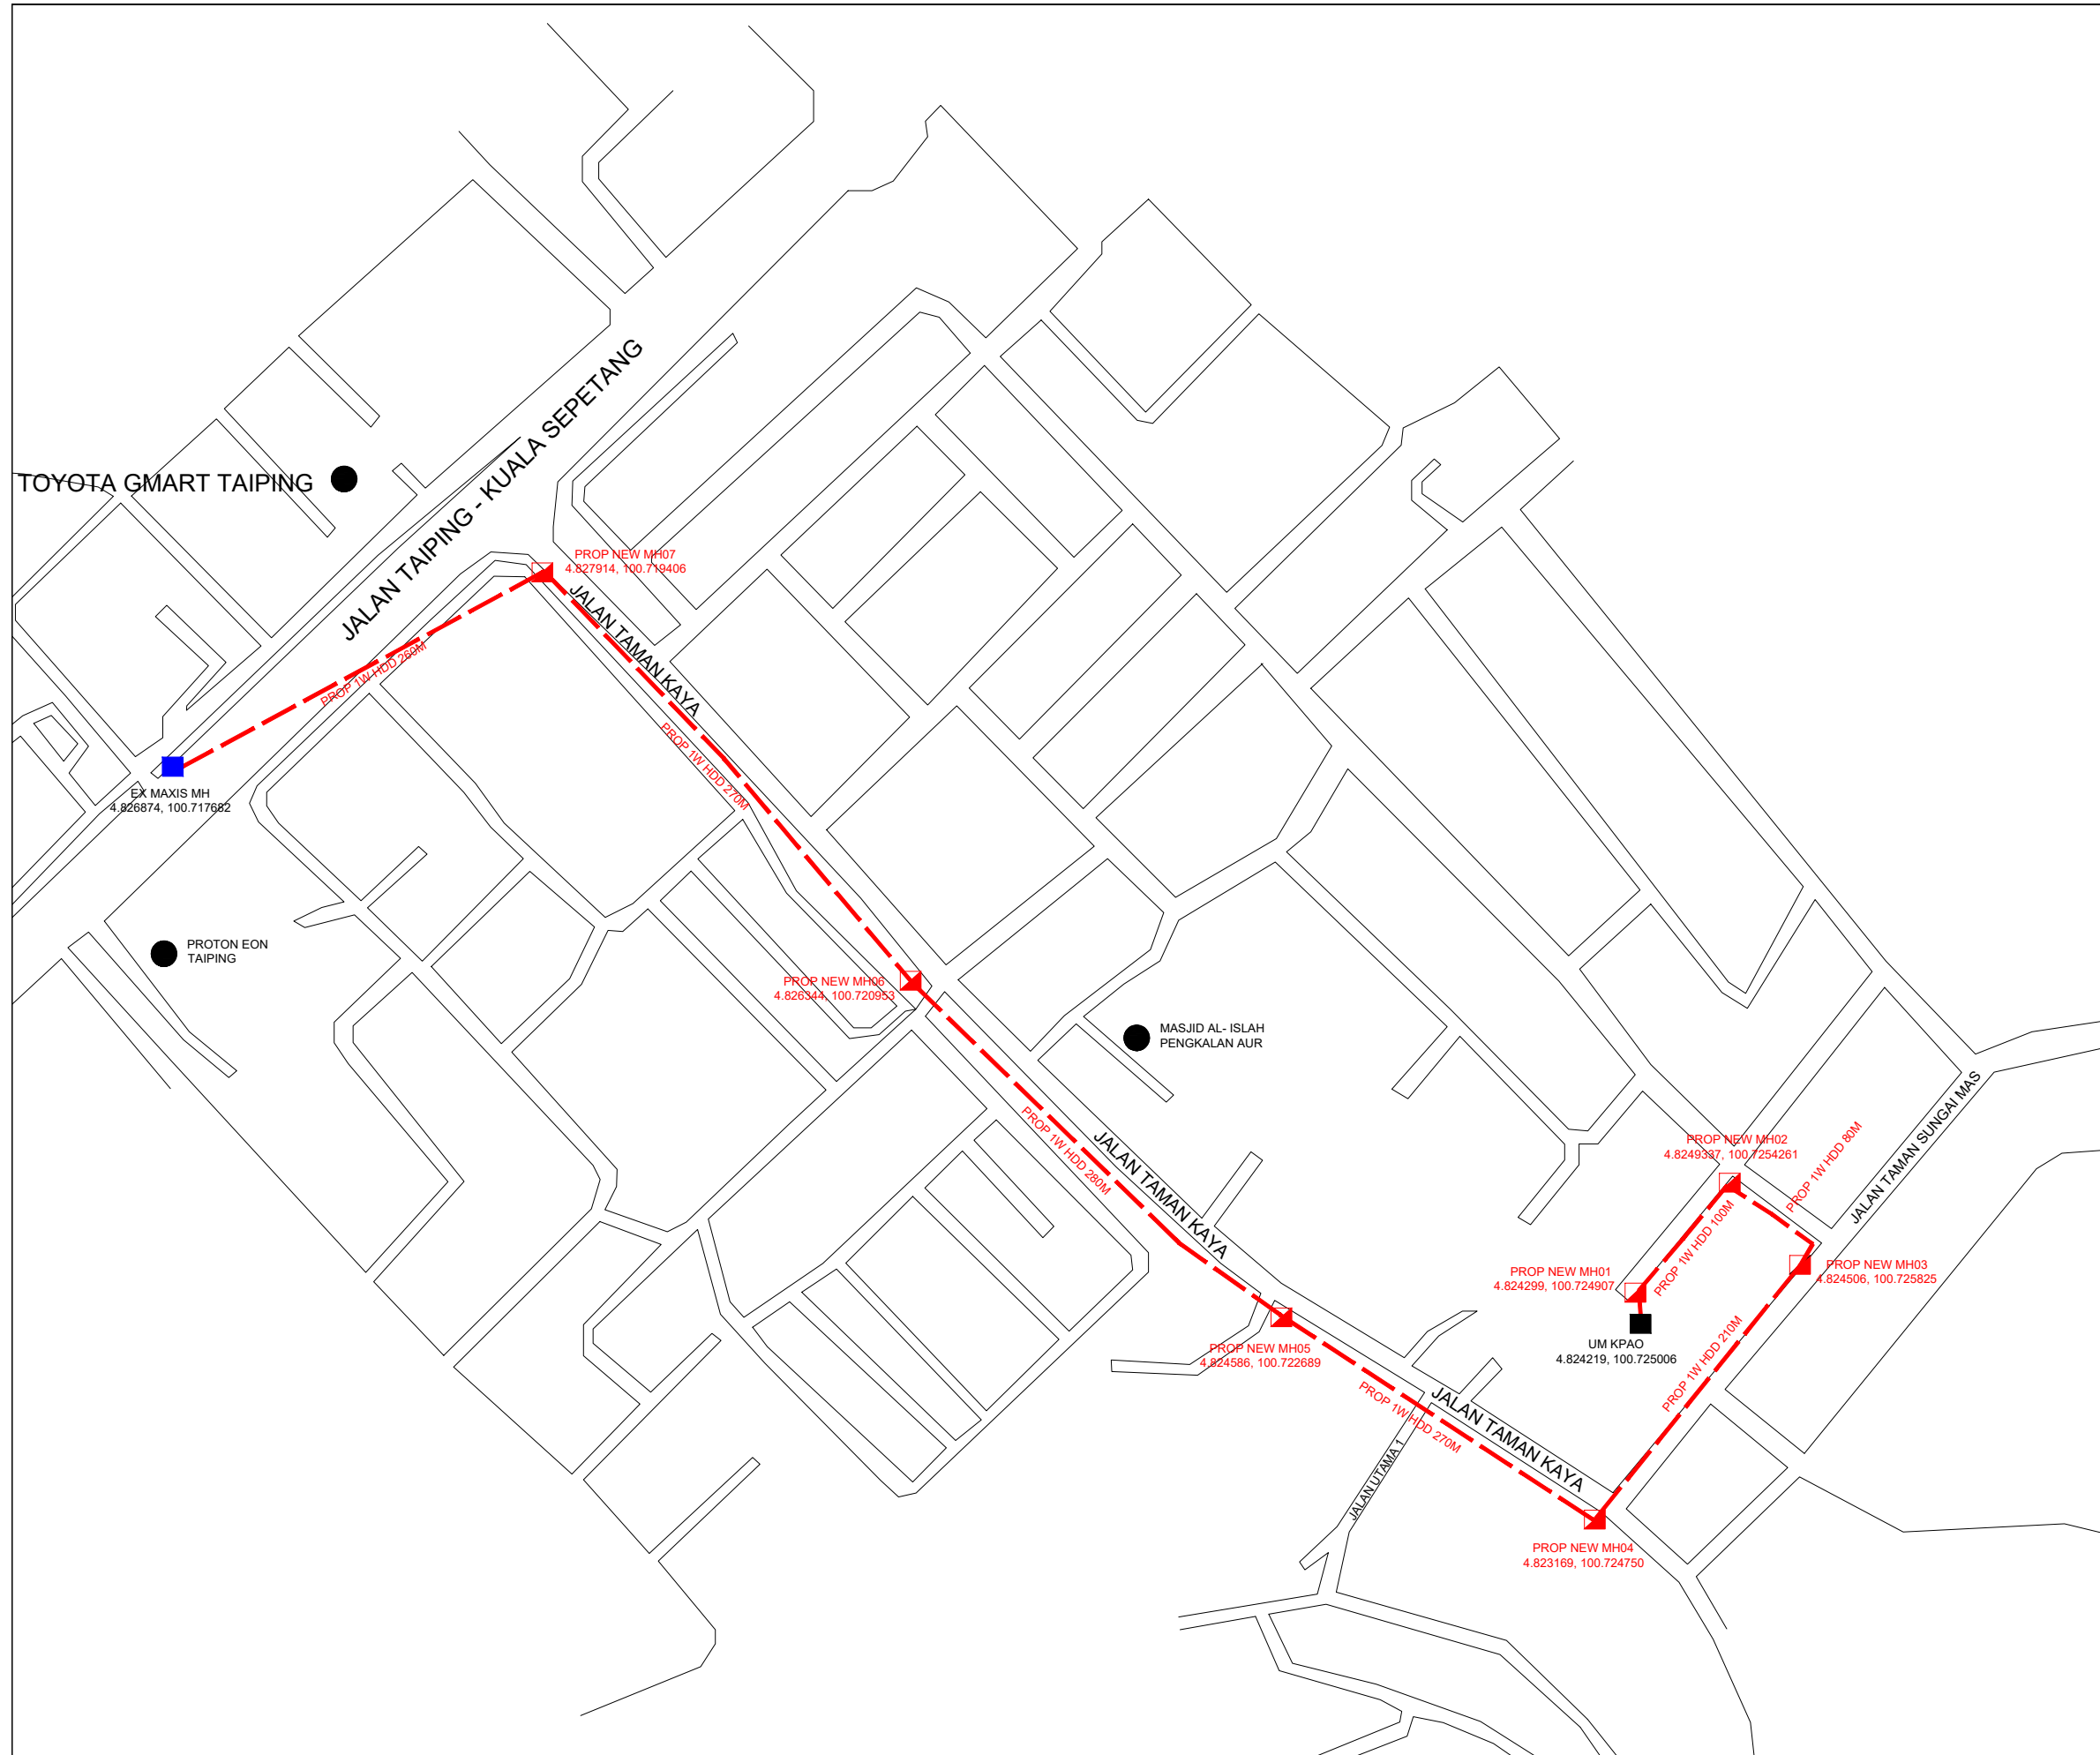 JALAN TAIPING - KUALA SEPETANG
TOYOTA GMART TAIPING
PROP NEW MH07
4.827914, 100.719406
JALAN TAMAN KAYA
PROP 1W HDD 260M
PROP 1W HDD 270M
EX MAXIS MH
4.826874, 100.717682
PROTON EON
TAIPING
PROP NEW MH06
4.826344, 100.720953
MASJID AL- ISLAH
PENGKALAN AUR
PROP 1W HDD 280M
JALAN TAMAN KAYA
PROP NEW MH02
4.8249337, 100.7254261
PROP 1W HDD 80M
JALAN TAMAN SUNGAI MAS
PROP 1W HDD 100M
PROP NEW MH01
4.824299, 100.724907
PROP NEW MH03
4.824506, 100.725825
UM KPAO
4.824219, 100.725006
PROP NEW MH05
4.824586, 100.722689
PROP 1W HDD 210M
PROP 1W HDD 270M
JALAN TAMAN KAYA
JALAN UTAMA 1
PROP NEW MH04
4.823169, 100.724750